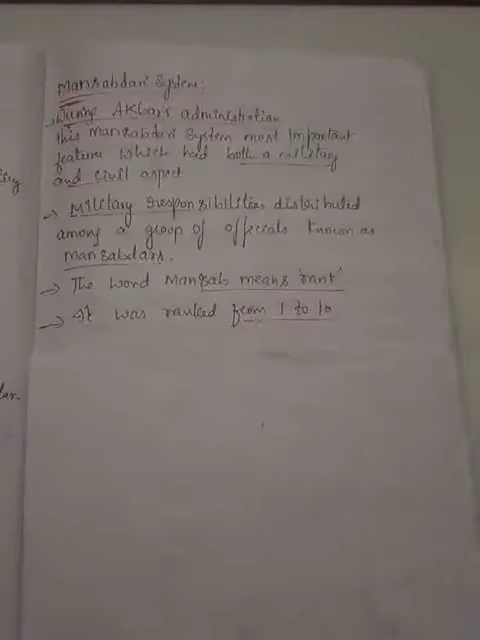 Mansabdari System:
→ During Akbar's administration
this mansabdari system most important
feature which had both a military
and civil aspect
→ Military responsibilities distributed
among a group of officials known as
mansabdars.
→ The word Mansab means 'rank'
→ It was ranked from 1 to 10